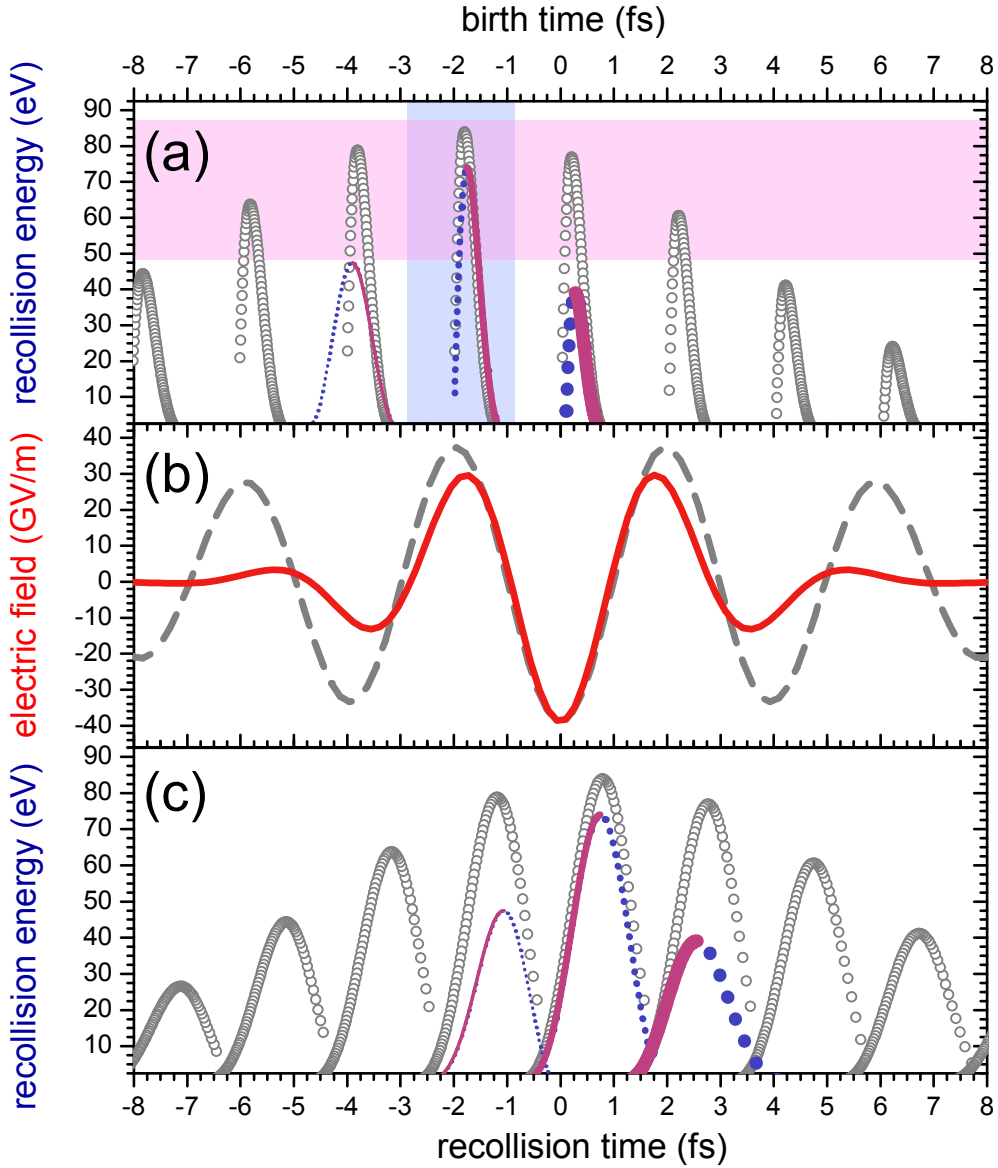 birth time (fs)
-8 -7 -6 -5 -4 -3 -2 -1 0 1 2 3 4 5 6 7 8
recollision energy (eV)
90
80
70
60
50
40
30
20
10
(a)
electric field (GV/m)
40
30
20
10
0
-10
-20
-30
-40
(b)
recollision energy (eV)
90
80
70
60
50
40
30
20
10
(c)
-8 -7 -6 -5 -4 -3 -2 -1 0 1 2 3 4 5 6 7 8
recollision time (fs)